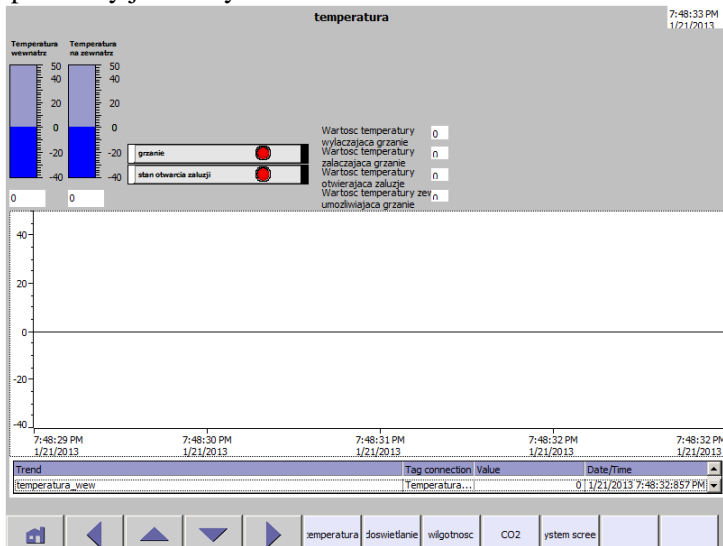 temperatura
7:48:33 PM
1/21/2013
Temperatura
wewnatrz
Temperatura
na zewnatrz
50
40
20
0
-20
-40
50
40
20
0
-20
-40
0
0
grzanie
stan otwarcia zaluzji
Wartosc temperatury
wylaczajaca grzanie
0
Wartosc temperatury
zalaczajaca grzanie
0
Wartosc temperatury
otwierajaca zaluzje
0
Wartosc temperatury zew
umozliwiajaca grzanie
0
40
20
0
-20
-40
7:48:29 PM
1/21/2013
7:48:30 PM
1/21/2013
7:48:31 PM
1/21/2013
7:48:32 PM
1/21/2013
7:48:32 PM
1/21/2013
Trend Tag connection Value Date/Time
temperatura_wew Temperatura... 0 1/21/2013 7:48:32:857 PM
emperatura doswietlanie wilgotnosc CO2 ystem scree